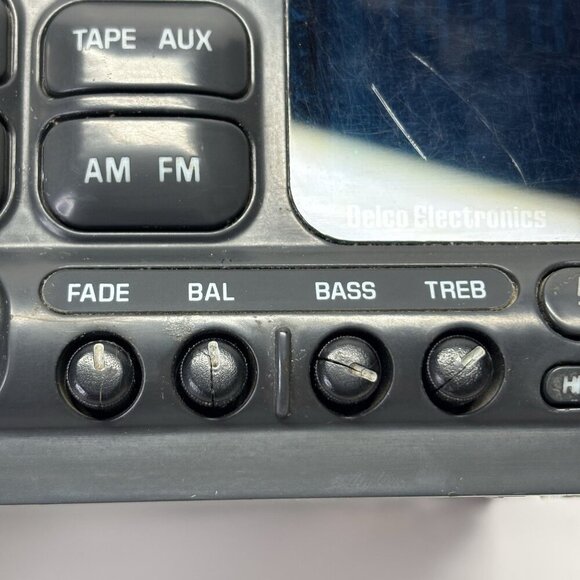 TAPE AUX
AM FM
Delco Electronics
FADE BAL BASS TREB